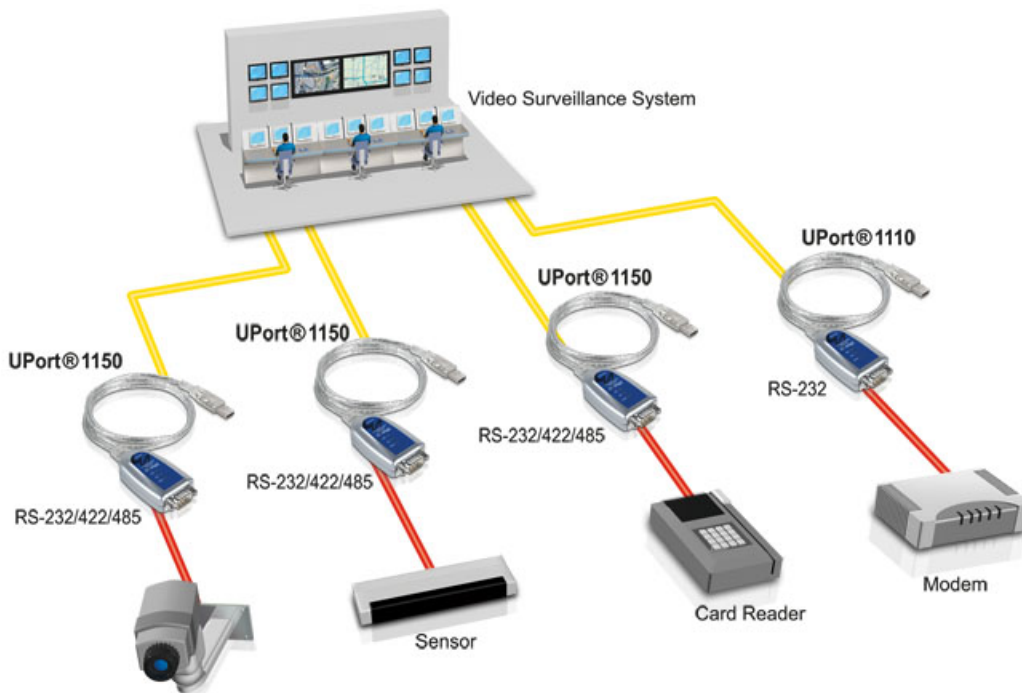 Video Surveillance System
UPort®1110
UPort®1150
UPort®1150
UPort®1150
RS-232
RS-232/422/485
RS-232/422/485
RS-232/422/485
Modem
Card Reader
Sensor